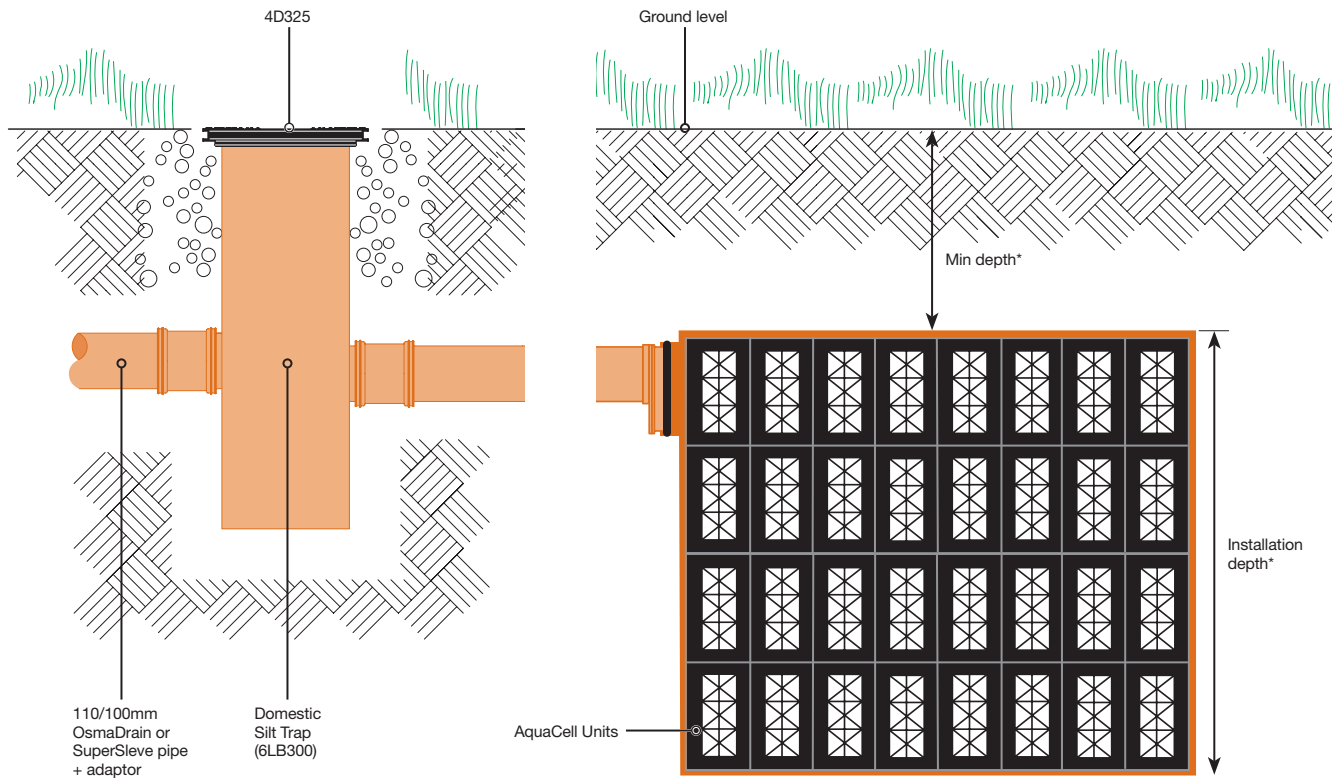 4D325
Ground level
Min depth*
Installation
depth*
110/100mm
OsmaDrain or
SuperSleve pipe
+ adaptor
Domestic
Silt Trap
(6LB300)
AquaCell Units